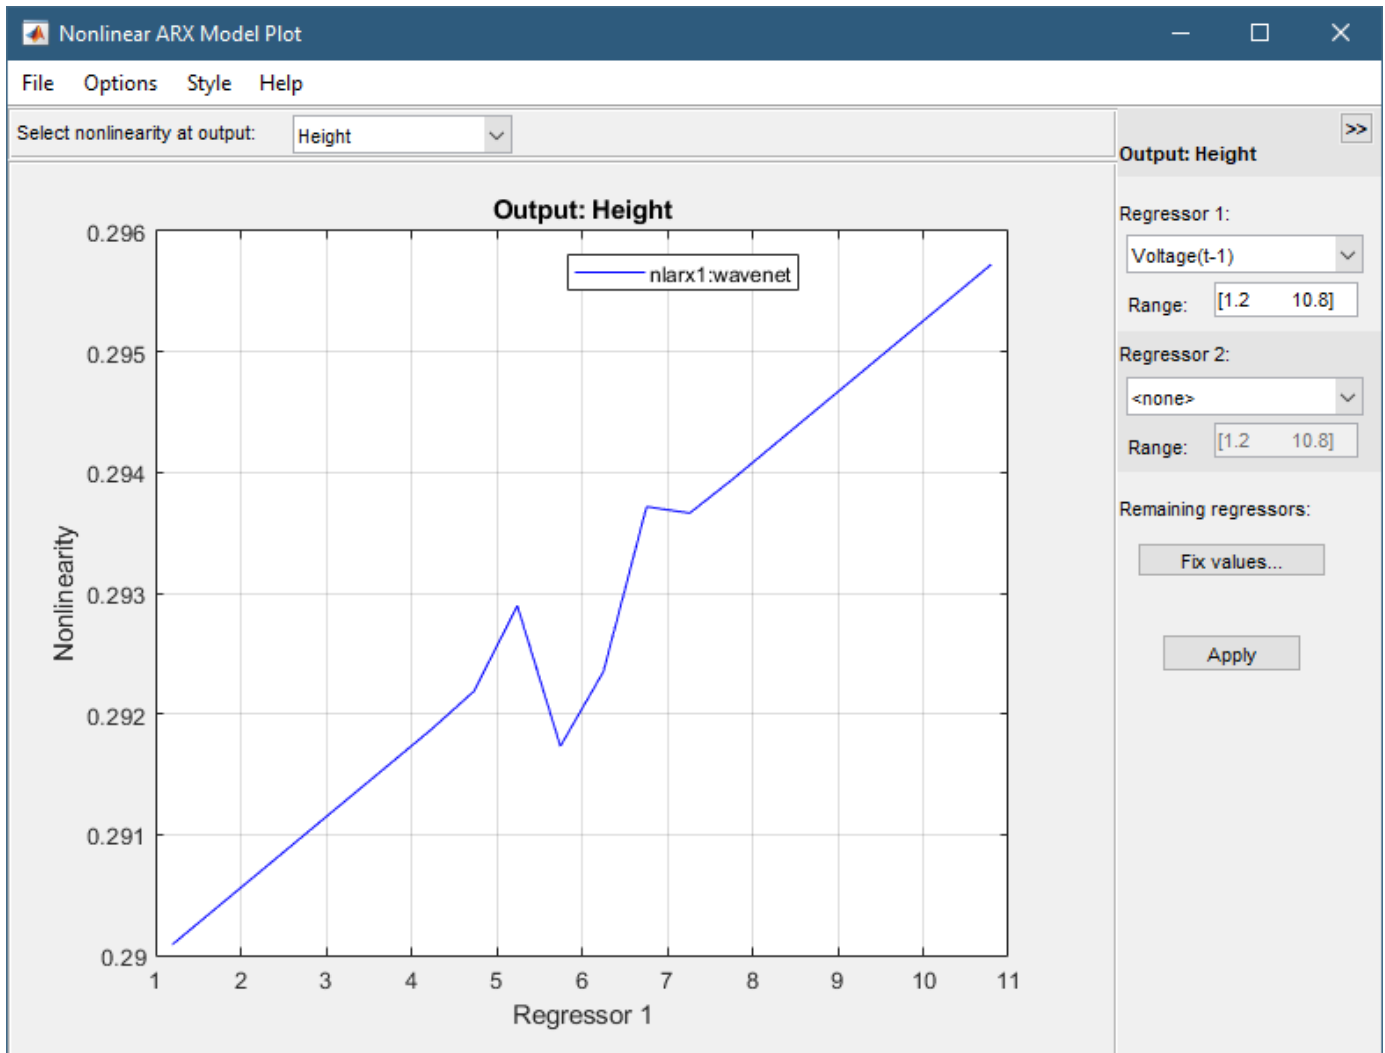 Nonlinear ARX Model Plot
File Options Style Help
Select nonlinearity at output: Height
>>
Output: Height
Output: Height
nlarx1:wavenet
0.296
0.295
0.294
0.293
0.292
0.291
0.29
Nonlinearity
1 2 3 4 5 6 7 8 9 10 11
Regressor 1
Regressor 1:
Voltage(t-1)
Range: [1.2 10.8]
Regressor 2:
<none>
Range: [1.2 10.8]
Remaining regressors:
Fix values...
Apply